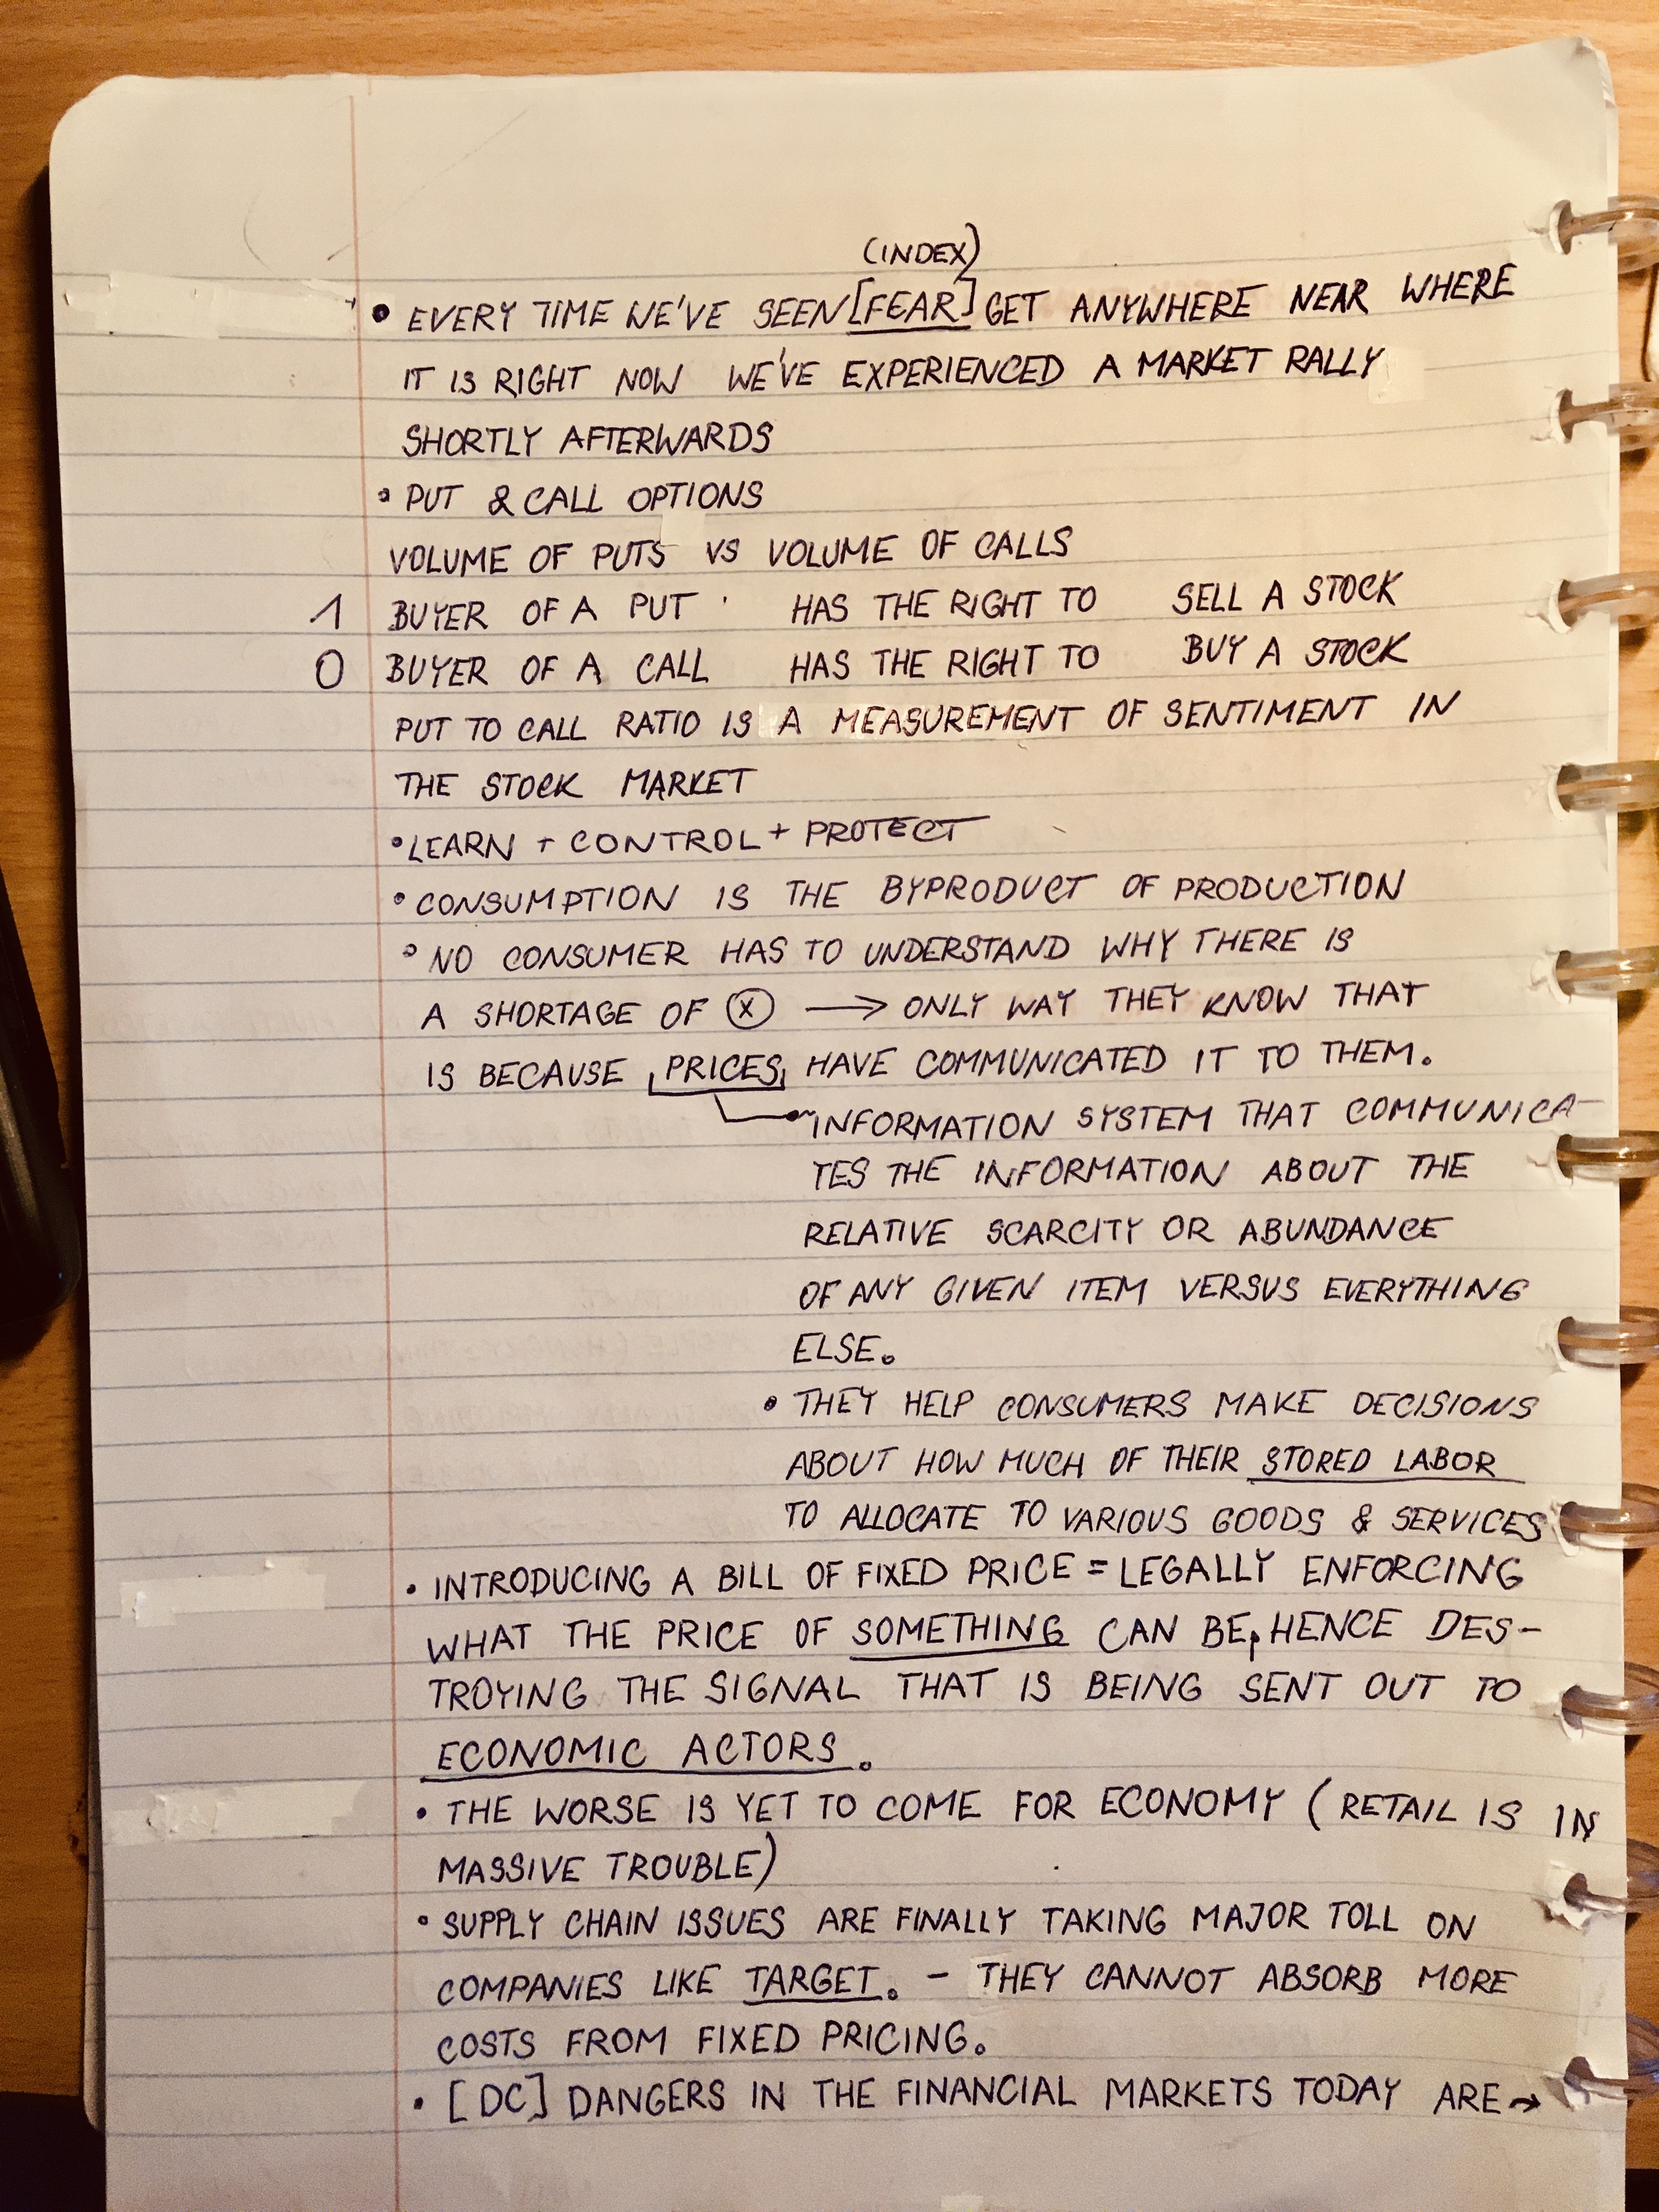 (INDEX)
• EVERY TIME WE'VE SEEN [FEAR] GET ANYWHERE NEAR WHERE
IT IS RIGHT NOW WE'VE EXPERIENCED A MARKET RALLY
SHORTLY AFTERWARDS
• PUT & CALL OPTIONS
VOLUME OF PUTS VS VOLUME OF CALLS
1 BUYER OF A PUT HAS THE RIGHT TO SELL A STOCK
0 BUYER OF A CALL HAS THE RIGHT TO BUY A STOCK
PUT TO CALL RATIO IS A MEASUREMENT OF SENTIMENT IN
THE STOCK MARKET
• LEARN + CONTROL + PROTECT
• CONSUMPTION IS THE BYPRODUCT OF PRODUCTION
• NO CONSUMER HAS TO UNDERSTAND WHY THERE IS
A SHORTAGE OF Ⓧ → ONLY WAY THEY KNOW THAT
IS BECAUSE PRICES HAVE COMMUNICATED IT TO THEM.
INFORMATION SYSTEM THAT COMMUNICA-
TES THE INFORMATION ABOUT THE
RELATIVE SCARCITY OR ABUNDANCE
OF ANY GIVEN ITEM VERSUS EVERYTHING
ELSE.
• THEY HELP CONSUMERS MAKE DECISIONS
ABOUT HOW MUCH OF THEIR STORED LABOR
TO ALLOCATE TO VARIOUS GOODS & SERVICES
• INTRODUCING A BILL OF FIXED PRICE = LEGALLY ENFORCING
WHAT THE PRICE OF SOMETHING CAN BE, HENCE DES-
TROYING THE SIGNAL THAT IS BEING SENT OUT TO
ECONOMIC ACTORS.
• THE WORSE IS YET TO COME FOR ECONOMY (RETAIL IS IN
MASSIVE TROUBLE)
• SUPPLY CHAIN ISSUES ARE FINALLY TAKING MAJOR TOLL ON
COMPANIES LIKE TARGET. - THEY CANNOT ABSORB MORE
COSTS FROM FIXED PRICING.
• [DC] DANGERS IN THE FINANCIAL MARKETS TODAY ARE →